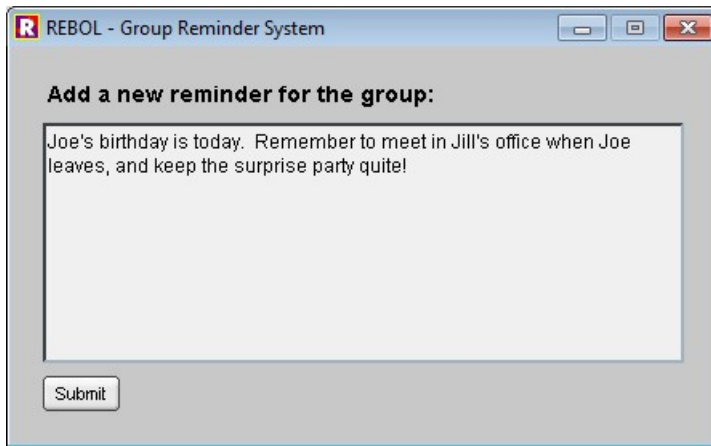 R REBOL - Group Reminder System
Add a new reminder for the group:
Joe's birthday is today.  Remember to meet in Jill's office when Joe
leaves, and keep the surprise party quite!
Submit